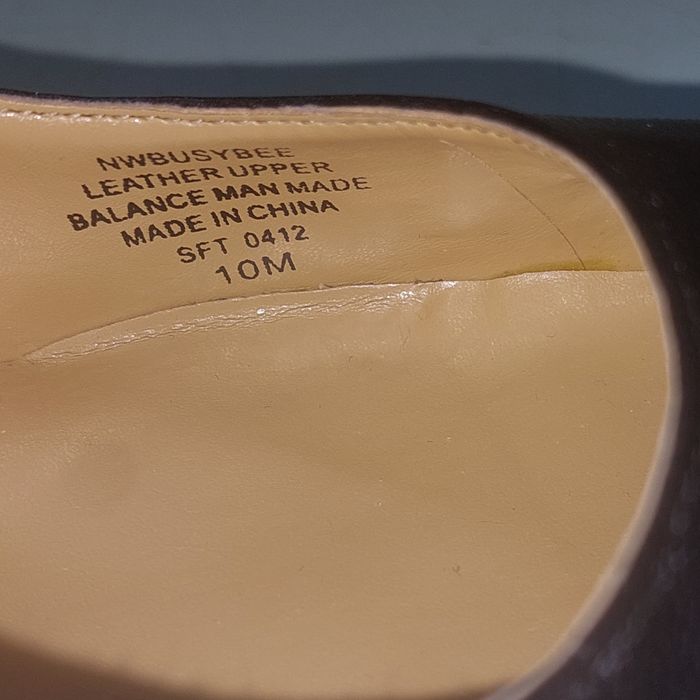 NWBUSYBEE
LEATHER UPPER
BALANCE MAN MADE
MADE IN CHINA
SFT 0412
10M